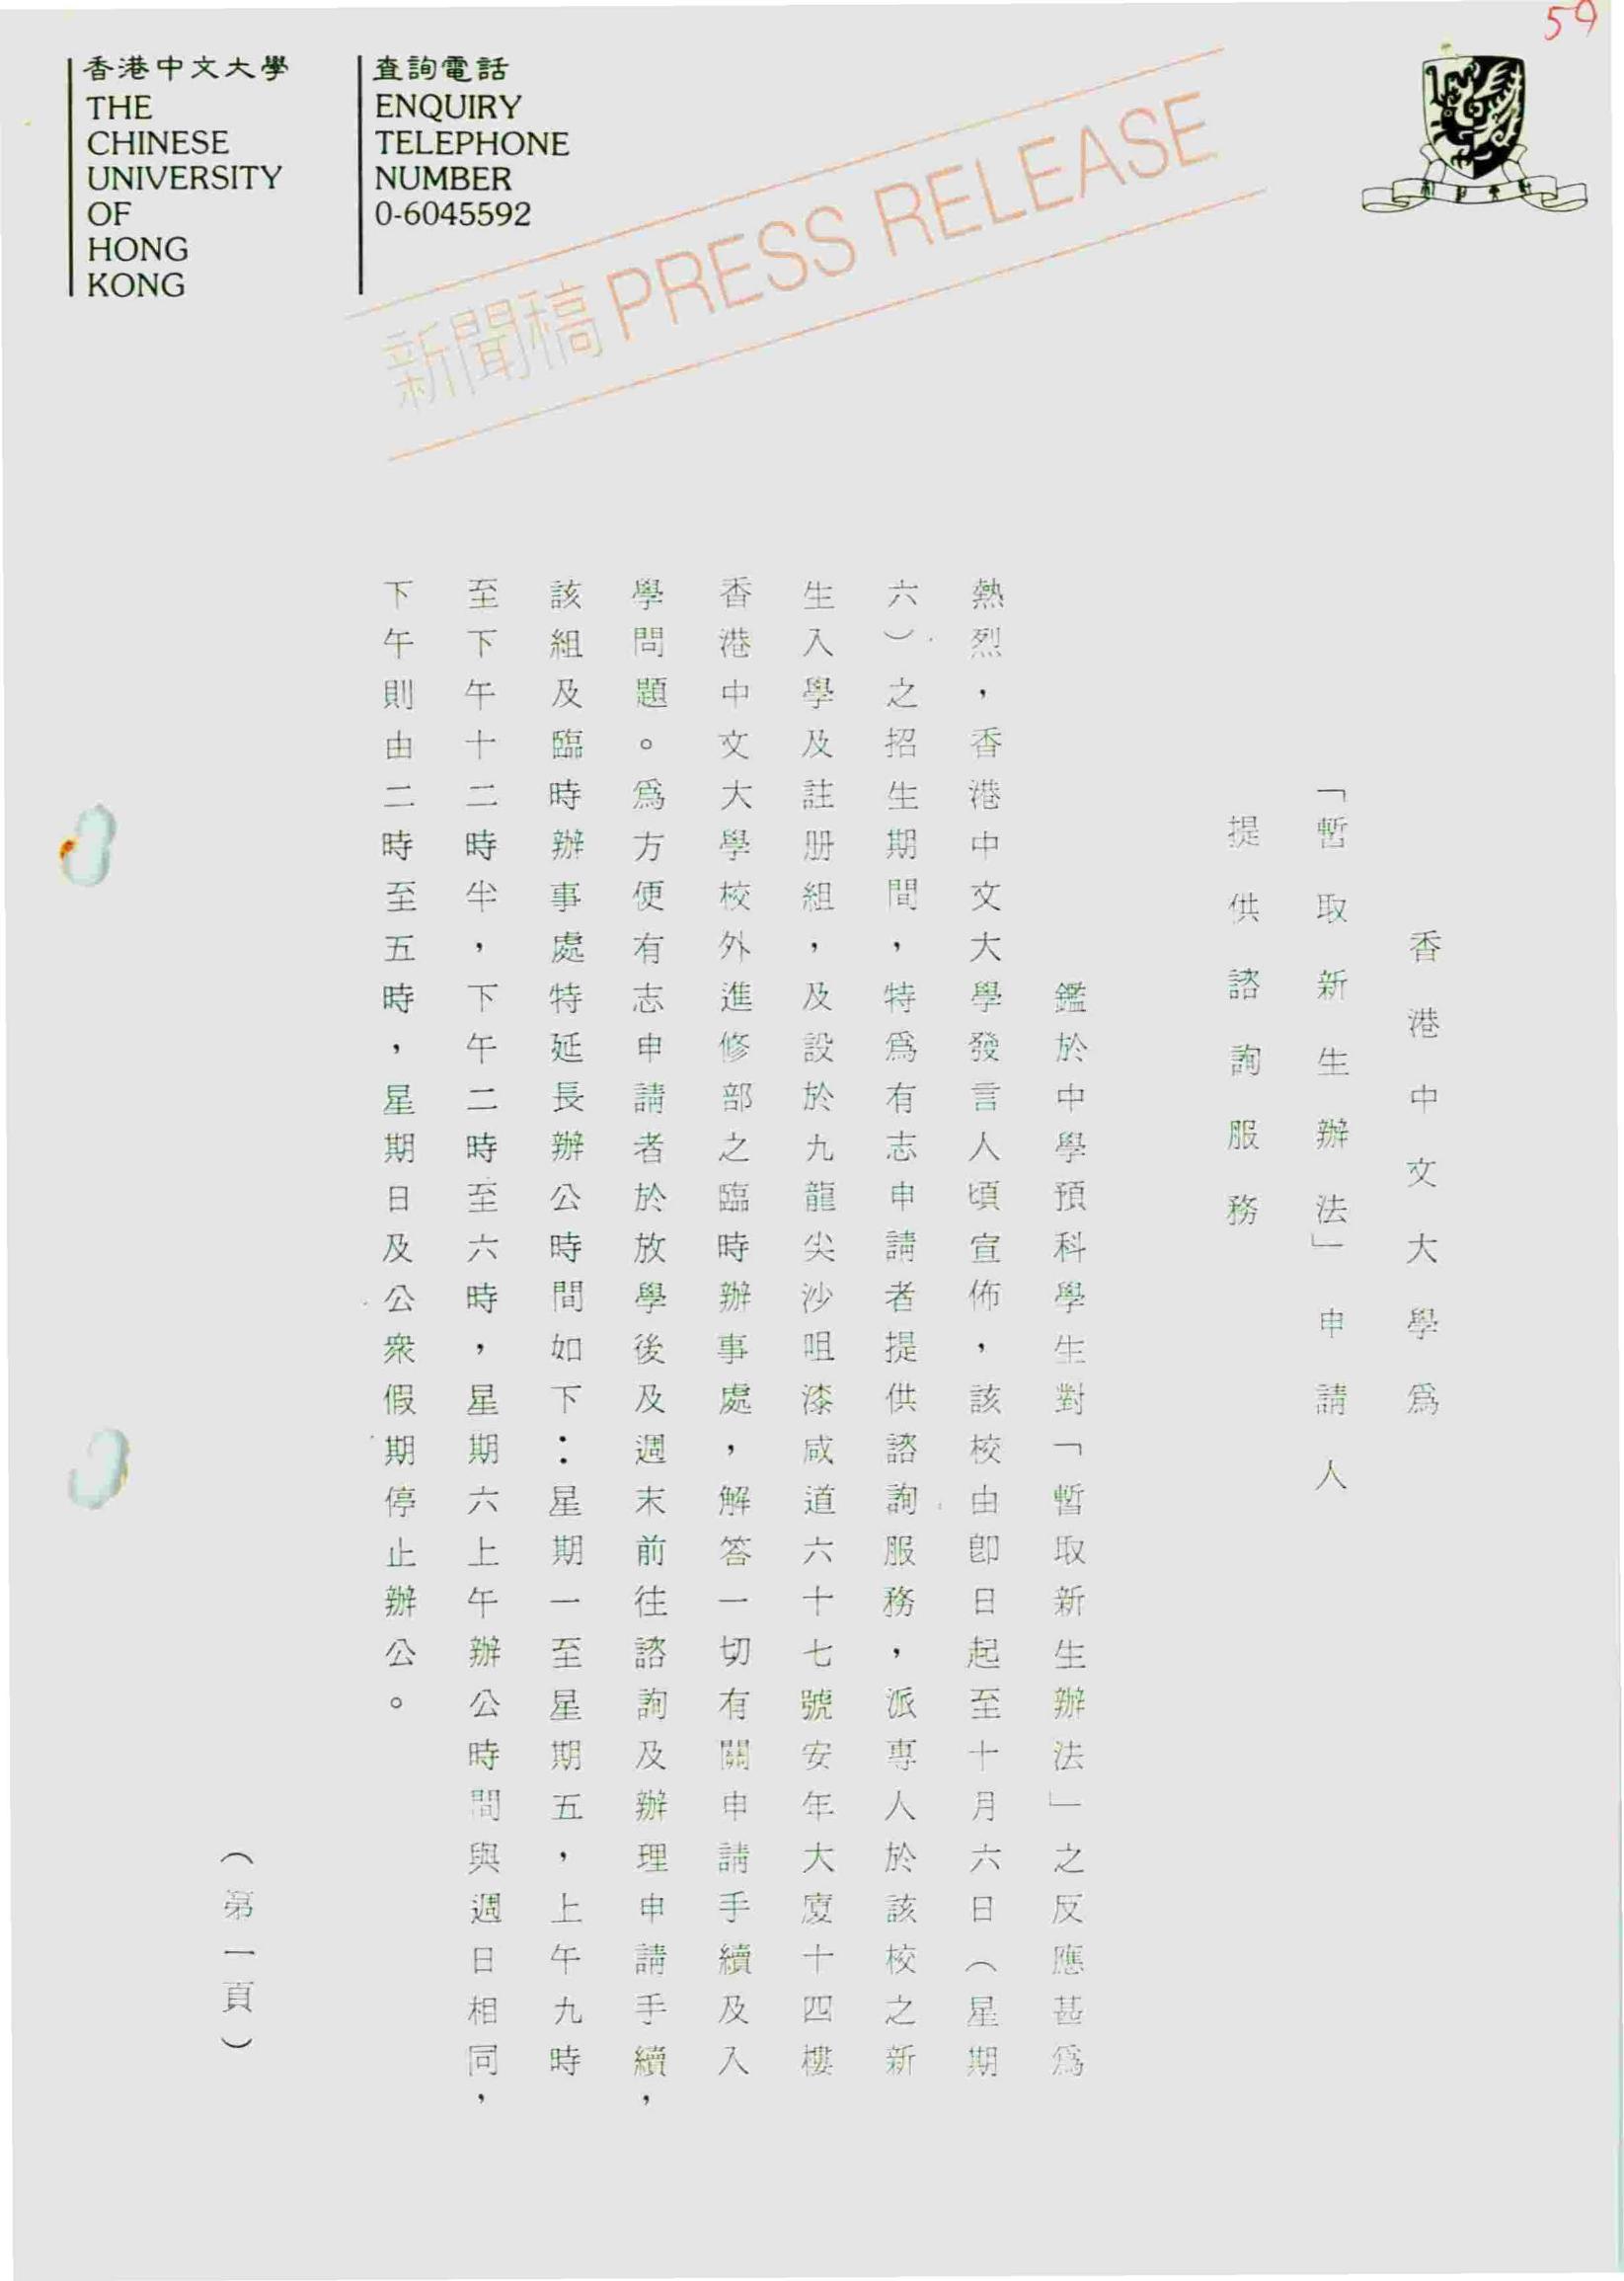 59
香港中文大學
THE
CHINESE
UNIVERSITY
OF
HONG
KONG
查詢電話
ENQUIRY
TELEPHONE
NUMBER
0-6045592
新聞稿 PRESS RELEASE
香港中文大學為
「暫取新生辦法」申請人
提供諮詢服務
鑑於中學預科學生對「暫取新生辦法」之反應甚為
熱烈，香港中文大學發言人頃宣佈，該校由即日起至十月六日（星期
六）之招生期間，特為有志申請者提供諮詢服務，派專人於該校之新
生入學及註册組，及設於九龍尖沙咀漆咸道六十七號安年大廈十四樓
香港中文大學校外進修部之臨時辦事處，解答一切有關申請手續及入
學問題。為方便有志申請者於放學後及週末前往諮詢及辦理申請手續，
該組及臨時辦事處特延長辦公時間如下：星期一至星期五，上午九時
至下午十二時半，下午二時至六時，星期六上午辦公時間與週日相同，
下午則由二時至五時，星期日及公衆假期停止辦公。
（第一頁）